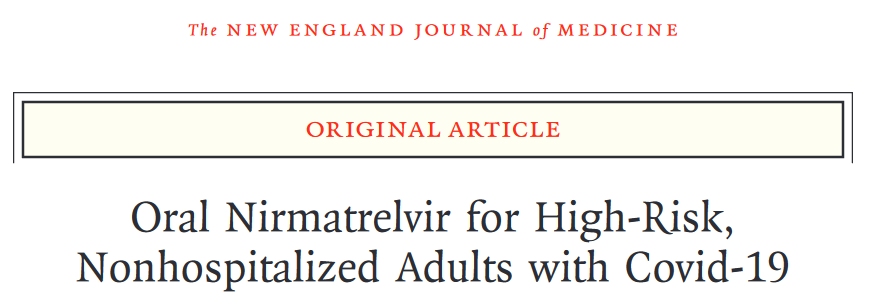 The NEW ENGLAND JOURNAL of MEDICINE
ORIGINAL ARTICLE
Oral Nirmatrelvir for High-Risk,
Nonhospitalized Adults with Covid-19